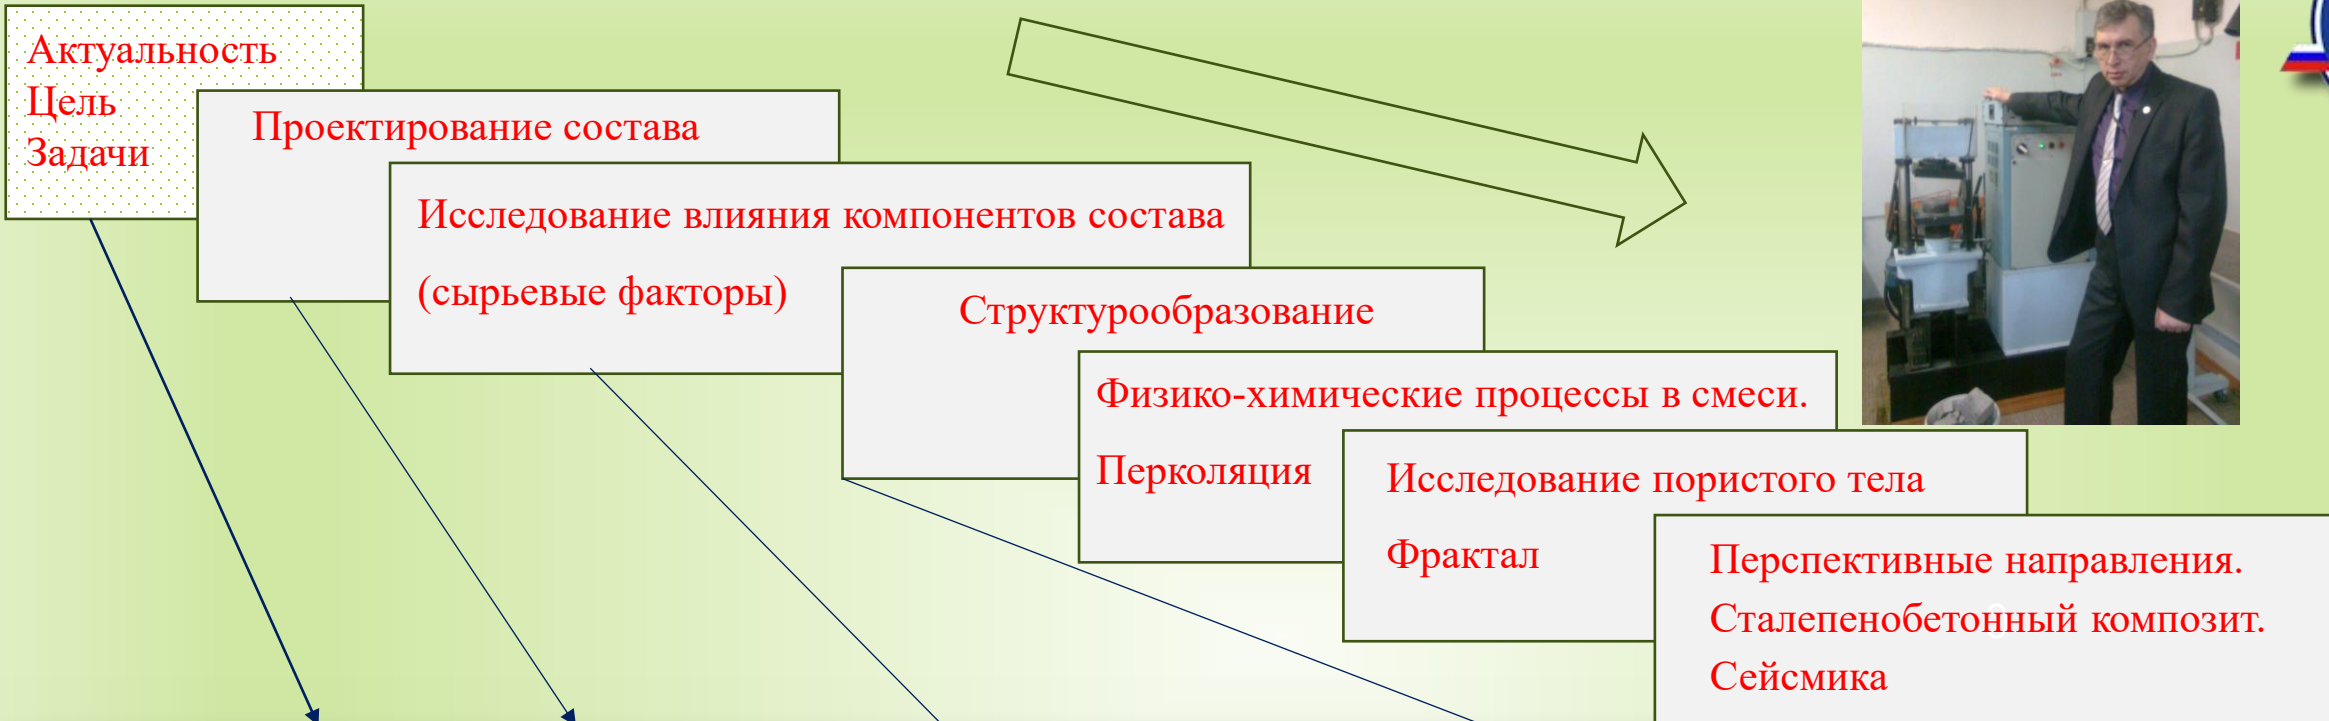 Актуальность
Цель
Задачи
Проектирование состава
Исследование влияния компонентов состава
(сырьевые факторы)
Структурообразование
Физико-химические процессы в смеси.
Перколяция
Исследование пористого тела
Фрактал
Перспективные направления.
Сталепенобетонный композит.
Сейсмика